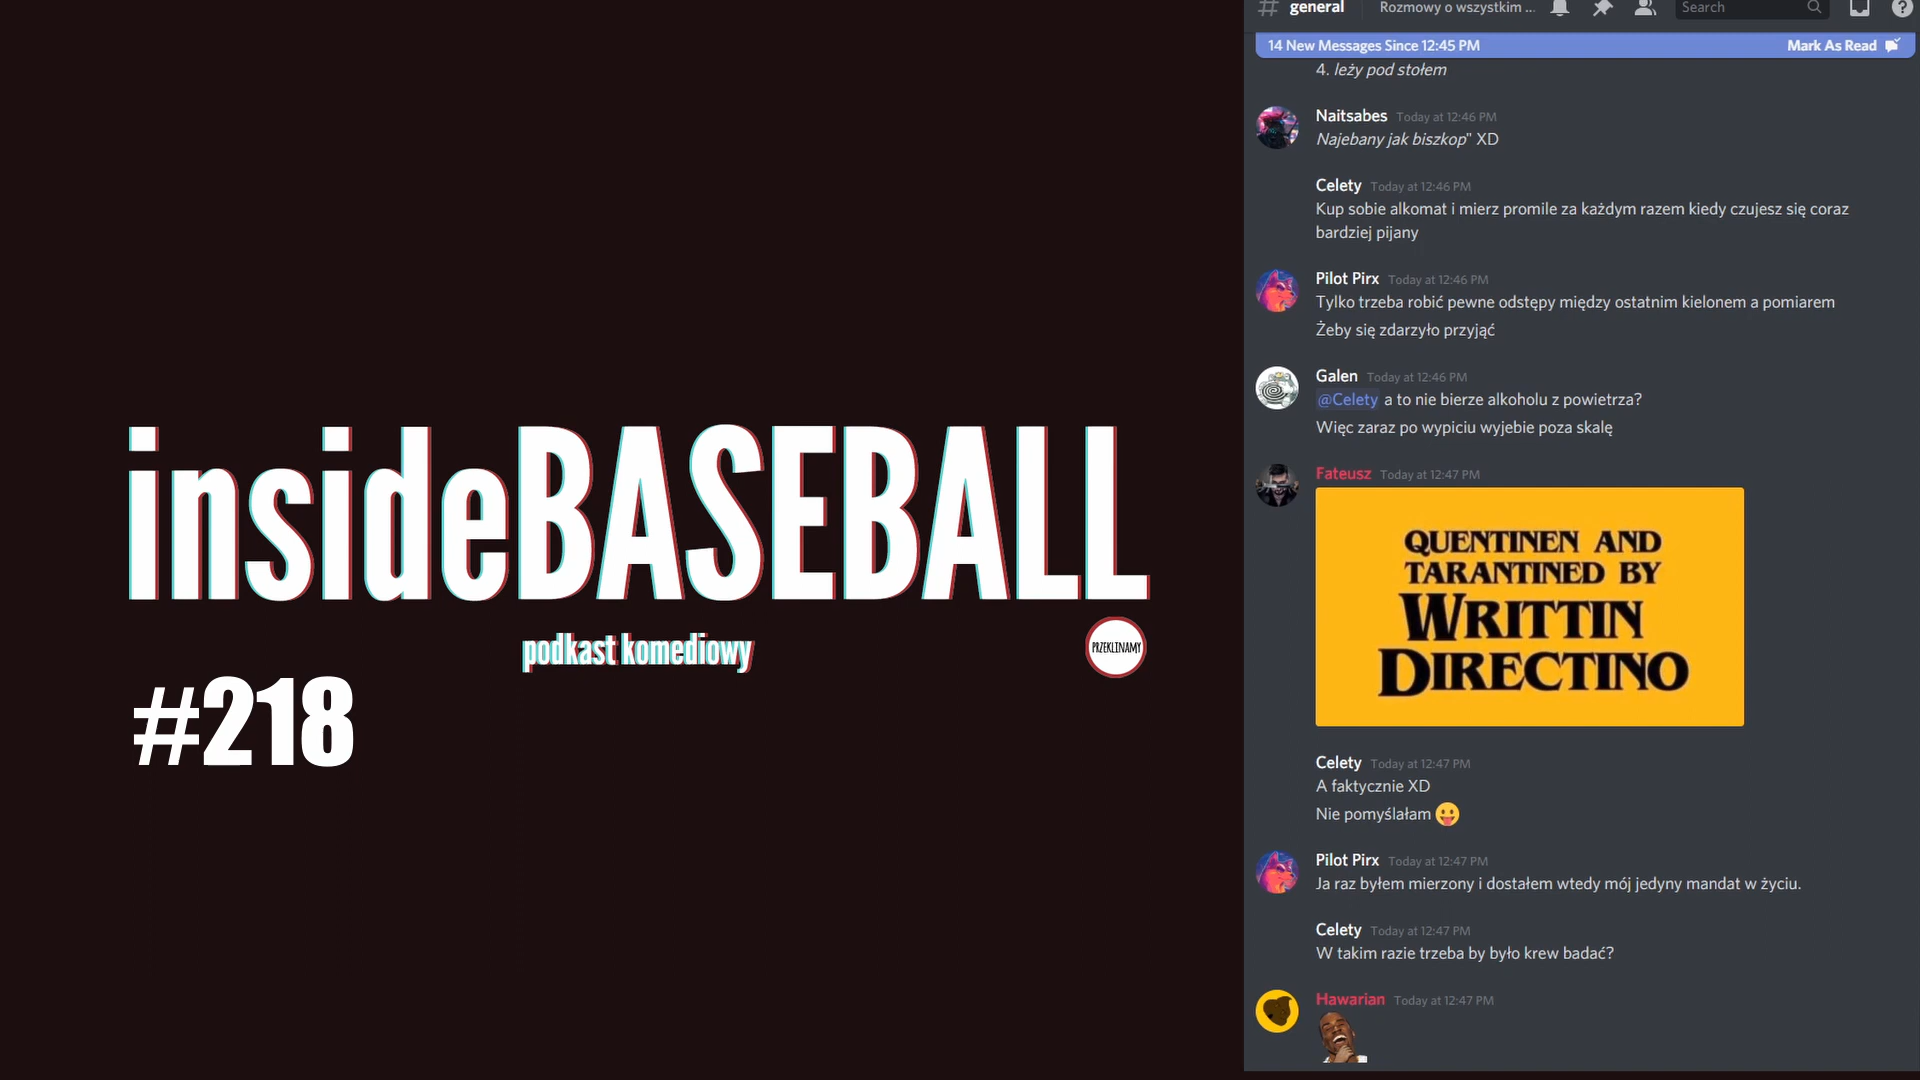 insideBASEBALL
podkast komediowy
PRZEKLINAMY
#218
# general
Rozmowy o wszystkim ...
Search
14 New Messages Since 12:45 PM
Mark As Read
4. leży pod stołem
Naitsabes Today at 12:46 PM
Najebany jak biszkop" XD
Celety Today at 12:46 PM
Kup sobie alkomat i mierz promile za każdym razem kiedy czujesz się coraz
bardziej pijany
Pilot Pirx Today at 12:46 PM
Tylko trzeba robić pewne odstępy między ostatnim kielonem a pomiarem
Żeby się zdarzyło przyjąć
Galen Today at 12:46 PM
@Celety a to nie bierze alkoholu z powietrza?
Więc zaraz po wypiciu wyjebie poza skalę
Fateusz Today at 12:47 PM
QUENTINEN AND
TARANTINED BY
WRITTIN
DIRECTINO
Celety Today at 12:47 PM
A faktycznie XD
Nie pomyślałam 😛
Pilot Pirx Today at 12:47 PM
Ja raz byłem mierzony i dostałem wtedy mój jedyny mandat w życiu.
Celety Today at 12:47 PM
W takim razie trzeba by było krew badać?
Hawarian Today at 12:47 PM